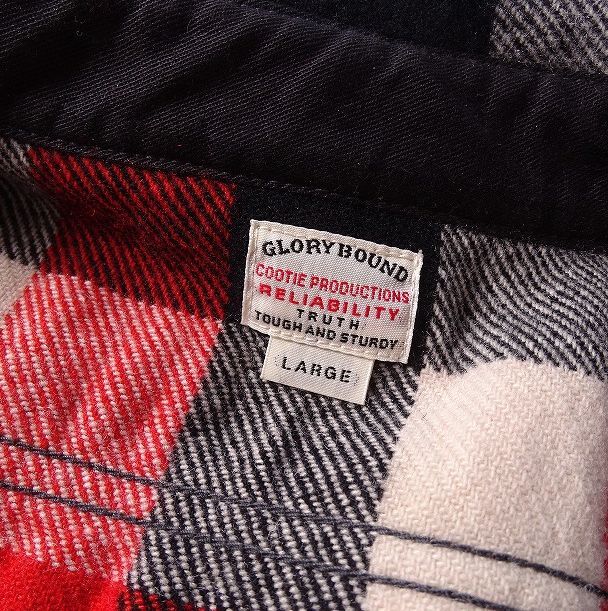 GLORY BOUND
COOTIE PRODUCTIONS
RELIABILITY
TRUTH
TOUGH AND STURDY
LARGE